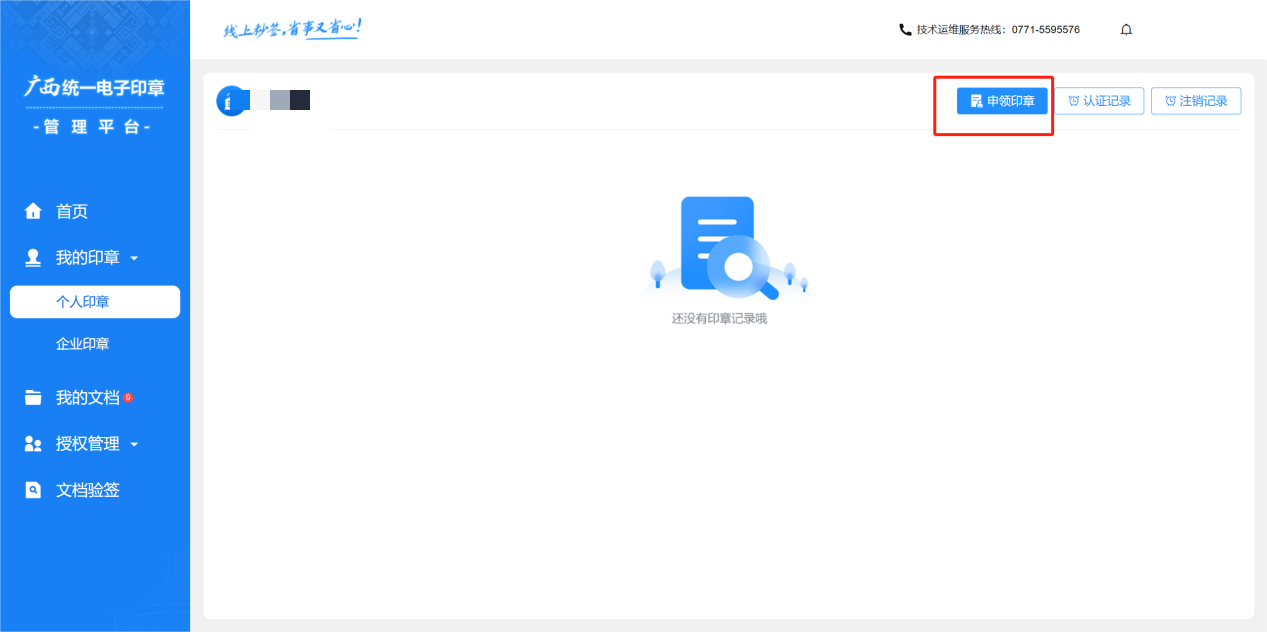 线上秒签,省事又省心!
技术运维服务热线：0771-5595576
广西统一电子印章
-管理平台-
申领印章
认证记录
注销记录
首页
我的印章
个人印章
企业印章
我的文档 9
授权管理
文档验签
还没有印章记录哦